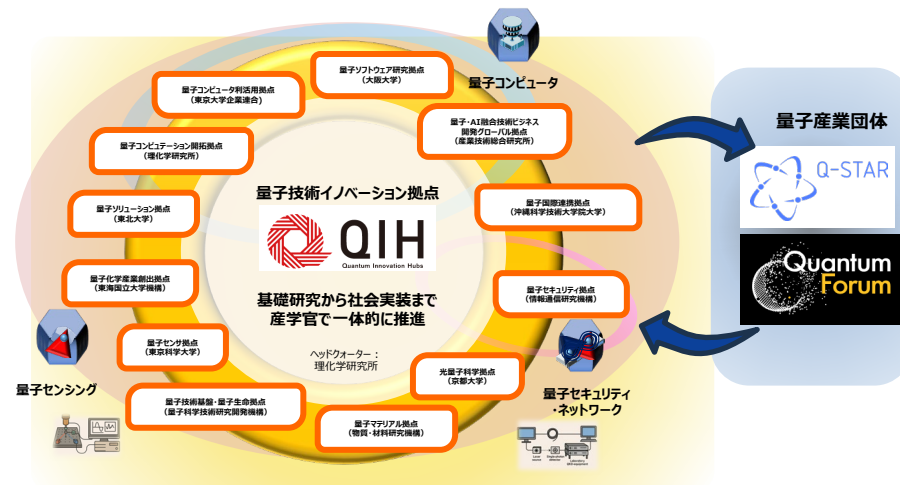 量子コンピュータ
量子ソフトウェア研究拠点
(大阪大学)
量子コンピュータ利活用拠点
(東京大学企業連合)
量子・AI融合技術ビジネス
開発グローバル拠点
(産業技術総合研究所)
量子コンピュテーション開拓拠点
(理化学研究所)
量子ソリューション拠点
(東北大学)
量子国際連携拠点
(沖縄科学技術大学院大学)
量子化学産業創出拠点
(東海国立大学機構)
量子セキュリティ拠点
(情報通信研究機構)
量子センサ拠点
(東京科学大学)
光量子科学拠点
(京都大学)
量子技術基盤・量子生命拠点
(量子科学技術研究開発機構)
量子マテリアル拠点
(物質・材料研究機構)
量子技術イノベーション拠点
QIH
Quantum Innovation Hubs
基礎研究から社会実装まで
産学官で一体的に推進
ヘッドクォーター：
理化学研究所
量子センシング
量子セキュリティ
・ネットワーク
量子産業団体
Q-STAR
Quantum
Forum